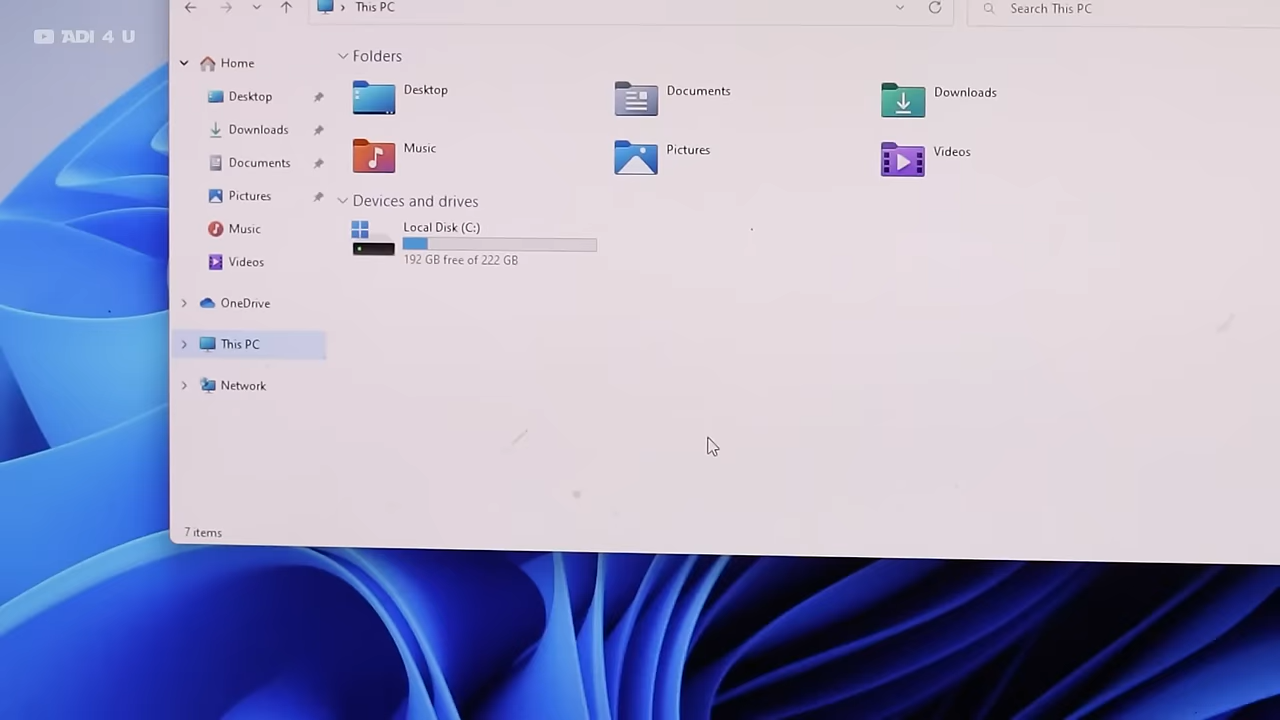 ADI 4 U
This PC
Search This PC
Home
Desktop
Downloads
Documents
Pictures
Music
Videos
OneDrive
This PC
Network
Folders
Desktop
Documents
Downloads
Music
Pictures
Videos
Devices and drives
Local Disk (C:)
192 GB free of 222 GB
7 items